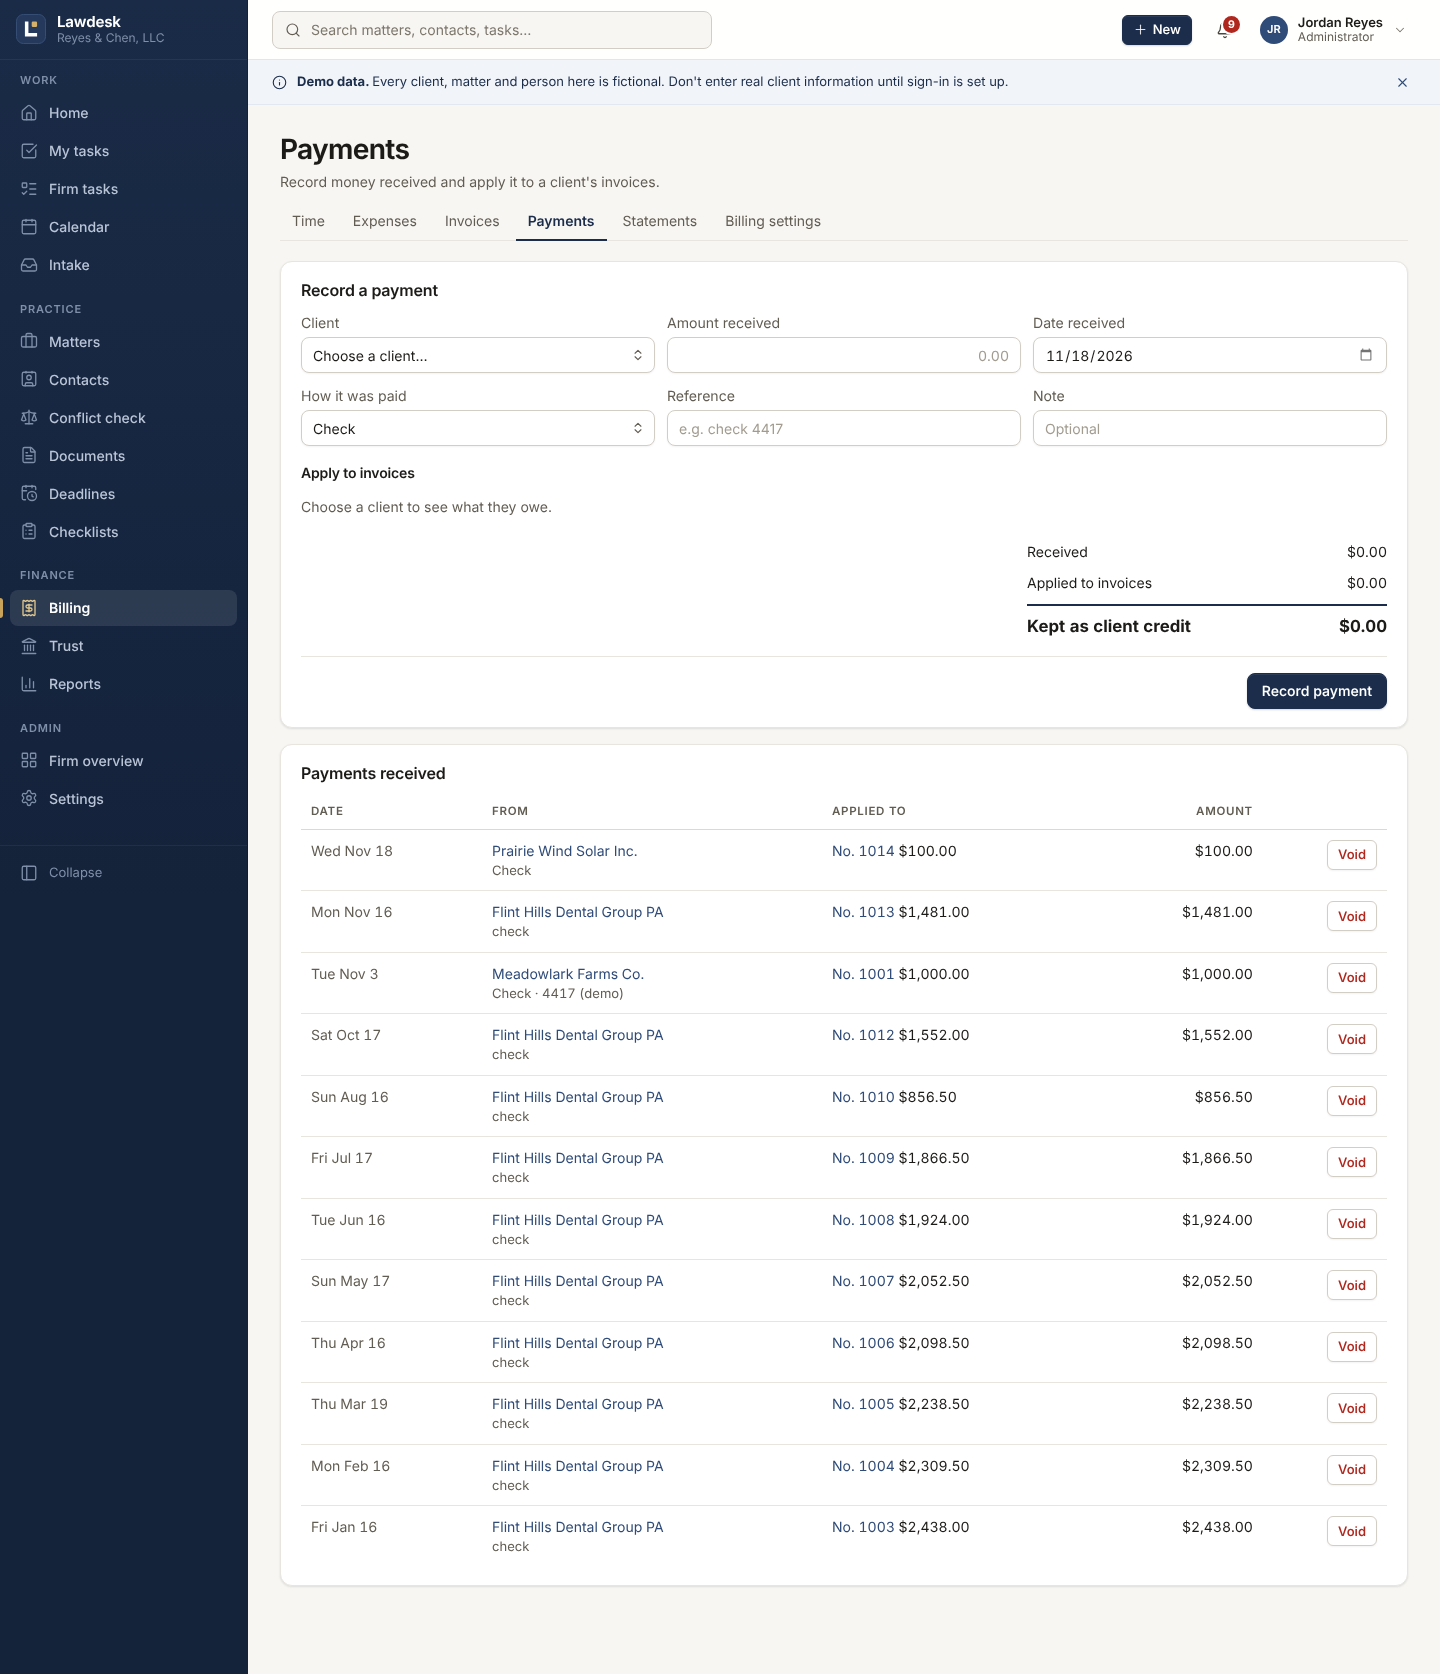 Lawdesk
Reyes & Chen, LLC
Search matters, contacts, tasks...
New
9
JR
Jordan Reyes
Administrator
WORK
Home
My tasks
Firm tasks
Calendar
Intake
PRACTICE
Matters
Contacts
Conflict check
Documents
Deadlines
Checklists
FINANCE
Billing
Trust
Reports
ADMIN
Firm overview
Settings
Collapse
Demo data. Every client, matter and person here is fictional. Don't enter real client information until sign-in is set up.
Payments
Record money received and apply it to a client's invoices.
Time Expenses Invoices Payments Statements Billing settings
Record a payment
Client Amount received Date received
Choose a client... 0.00 11/18/2026
How it was paid Reference Note
Check e.g. check 4417 Optional
Apply to invoices
Choose a client to see what they owe.
Received $0.00
Applied to invoices $0.00
Kept as client credit $0.00
Record payment
Payments received
DATE FROM APPLIED TO AMOUNT
Wed Nov 18 Prairie Wind Solar Inc. No. 1014 $100.00 $100.00 Void
Check
Mon Nov 16 Flint Hills Dental Group PA No. 1013 $1,481.00 $1,481.00 Void
check
Tue Nov 3 Meadowlark Farms Co. No. 1001 $1,000.00 $1,000.00 Void
Check · 4417 (demo)
Sat Oct 17 Flint Hills Dental Group PA No. 1012 $1,552.00 $1,552.00 Void
check
Sun Aug 16 Flint Hills Dental Group PA No. 1010 $856.50 $856.50 Void
check
Fri Jul 17 Flint Hills Dental Group PA No. 1009 $1,866.50 $1,866.50 Void
check
Tue Jun 16 Flint Hills Dental Group PA No. 1008 $1,924.00 $1,924.00 Void
check
Sun May 17 Flint Hills Dental Group PA No. 1007 $2,052.50 $2,052.50 Void
check
Thu Apr 16 Flint Hills Dental Group PA No. 1006 $2,098.50 $2,098.50 Void
check
Thu Mar 19 Flint Hills Dental Group PA No. 1005 $2,238.50 $2,238.50 Void
check
Mon Feb 16 Flint Hills Dental Group PA No. 1004 $2,309.50 $2,309.50 Void
check
Fri Jan 16 Flint Hills Dental Group PA No. 1003 $2,438.00 $2,438.00 Void
check